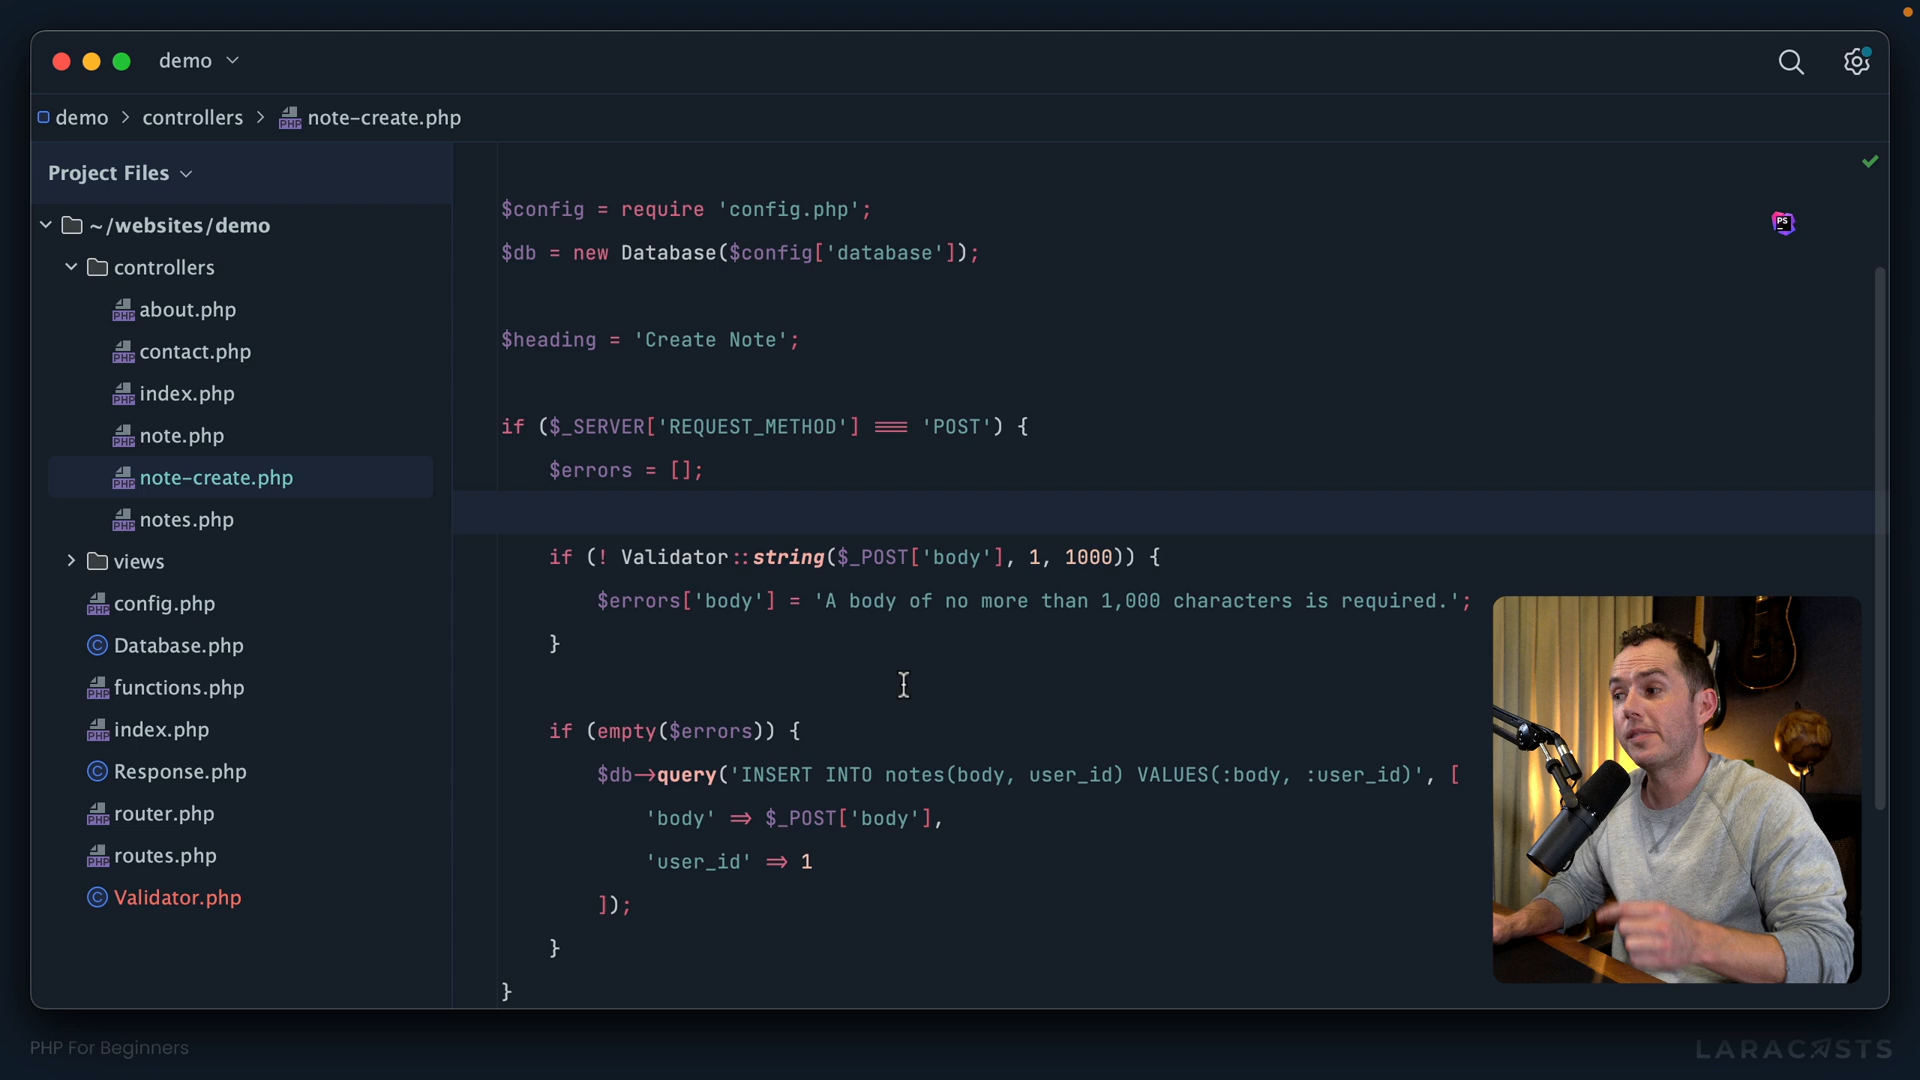 demo
demo > controllers > note-create.php
Project Files
~/websites/demo
controllers
about.php
contact.php
index.php
note.php
note-create.php
notes.php
views
config.php
Database.php
functions.php
index.php
Response.php
router.php
routes.php
Validator.php
$config = require 'config.php';
$db = new Database($config['database']);
$heading = 'Create Note';
if ($_SERVER['REQUEST_METHOD'] === 'POST') {
$errors = [];
if (! Validator::string($_POST['body'], 1, 1000)) {
$errors['body'] = 'A body of no more than 1,000 characters is required.';
}
if (empty($errors)) {
$db->query('INSERT INTO notes(body, user_id) VALUES(:body, :user_id)', [
'body' => $_POST['body'],
'user_id' => 1
]);
}
}
PS
PHP For Beginners
LARACASTS